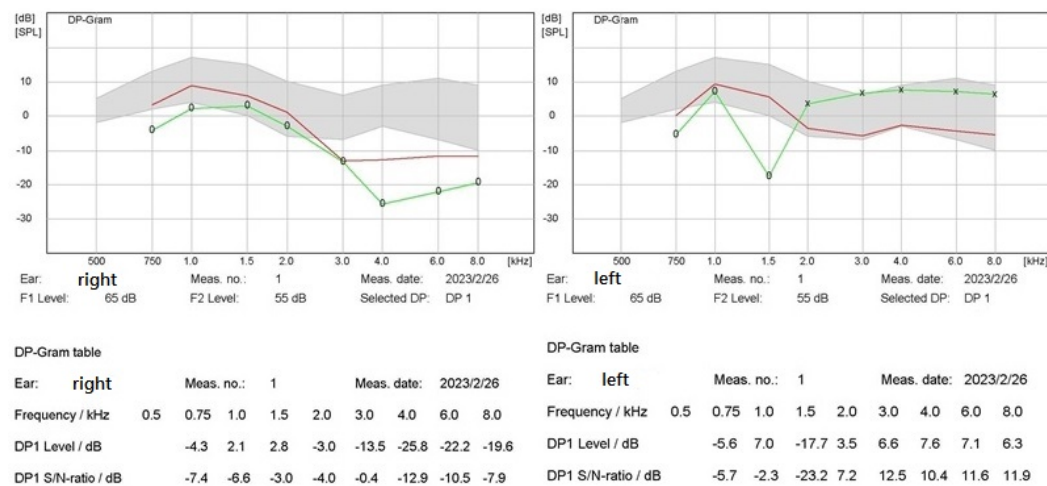 [dB] DP-Gram
[SPL]
10
0
-10
-20
-30
500 750 1.0 1.5 2.0 3.0 4.0 6.0 8.0 [kHz]
Ear: right Meas. no.: 1 Meas. date: 2023/2/26
F1 Level: 65 dB F2 Level: 55 dB Selected DP: DP 1
DP-Gram table
Ear: right Meas. no.: 1 Meas. date: 2023/2/26
Frequency / kHz 0.5 0.75 1.0 1.5 2.0 3.0 4.0 6.0 8.0
DP1 Level / dB -4.3 2.1 2.8 -3.0 -13.5 -25.8 -22.2 -19.6
DP1 S/N-ratio / dB -7.4 -6.6 -3.0 -4.0 -0.4 -12.9 -10.5 -7.9
[dB] DP-Gram
[SPL]
10
0
-10
-20
-30
500 750 1.0 1.5 2.0 3.0 4.0 6.0 8.0 [kHz]
Ear: left Meas. no.: 1 Meas. date: 2023/2/26
F1 Level: 65 dB F2 Level: 55 dB Selected DP: DP 1
DP-Gram table
Ear: left Meas. no.: 1 Meas. date: 2023/2/26
Frequency / kHz 0.5 0.75 1.0 1.5 2.0 3.0 4.0 6.0 8.0
DP1 Level / dB -5.6 7.0 -17.7 3.5 6.6 7.6 7.1 6.3
DP1 S/N-ratio / dB -5.7 -2.3 -23.2 7.2 12.5 10.4 11.6 11.9